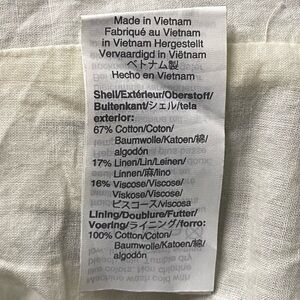 Made in Vietnam
Fabriqué au Vietnam
in Vietnam Hergestellt
Vervaardigd in Viëtnam
ベトナム製
Hecho en Vietnam
Shell/Extérieur/Oberstoff/
Buitenkant/シェル/tela
exterior:
67% Cotton/Coton/
Baumwolle/Katoen/綿/
algodón
17% Linen/Lin/Leinen/
Linnen/麻/lino
16% Viscose/Viscose/
Viskose/Viscose/
ビスコース/viscosa
Lining/Doublure/Futter/
Voering/ライニング/forro:
100% Cotton/Coton/
Baumwolle/Katoen/綿/
algodón